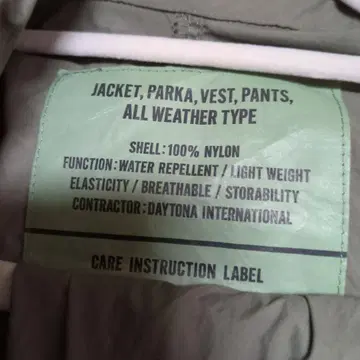 JACKET, PARKA, VEST, PANTS,
ALL WEATHER TYPE
SHELL:100% NYLON
FUNCTION:WATER REPELLENT / LIGHT WEIGHT
ELASTICITY / BREATHABLE / STORABILITY
CONTRACTOR:DAYTONA INTERNATIONAL
CARE INSTRUCTION LABEL